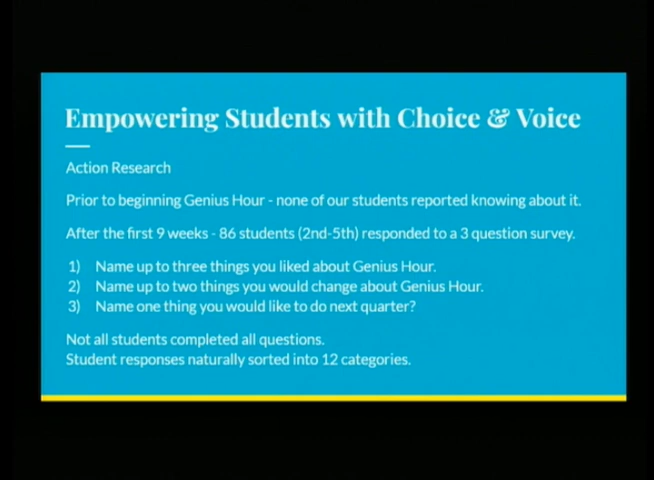 Empowering Students with Choice & Voice
Action Research
Prior to beginning Genius Hour - none of our students reported knowing about it.
After the first 9 weeks - 86 students (2nd-5th) responded to a 3 question survey.
1) Name up to three things you liked about Genius Hour.
2) Name up to two things you would change about Genius Hour.
3) Name one thing you would like to do next quarter?
Not all students completed all questions.
Student responses naturally sorted into 12 categories.